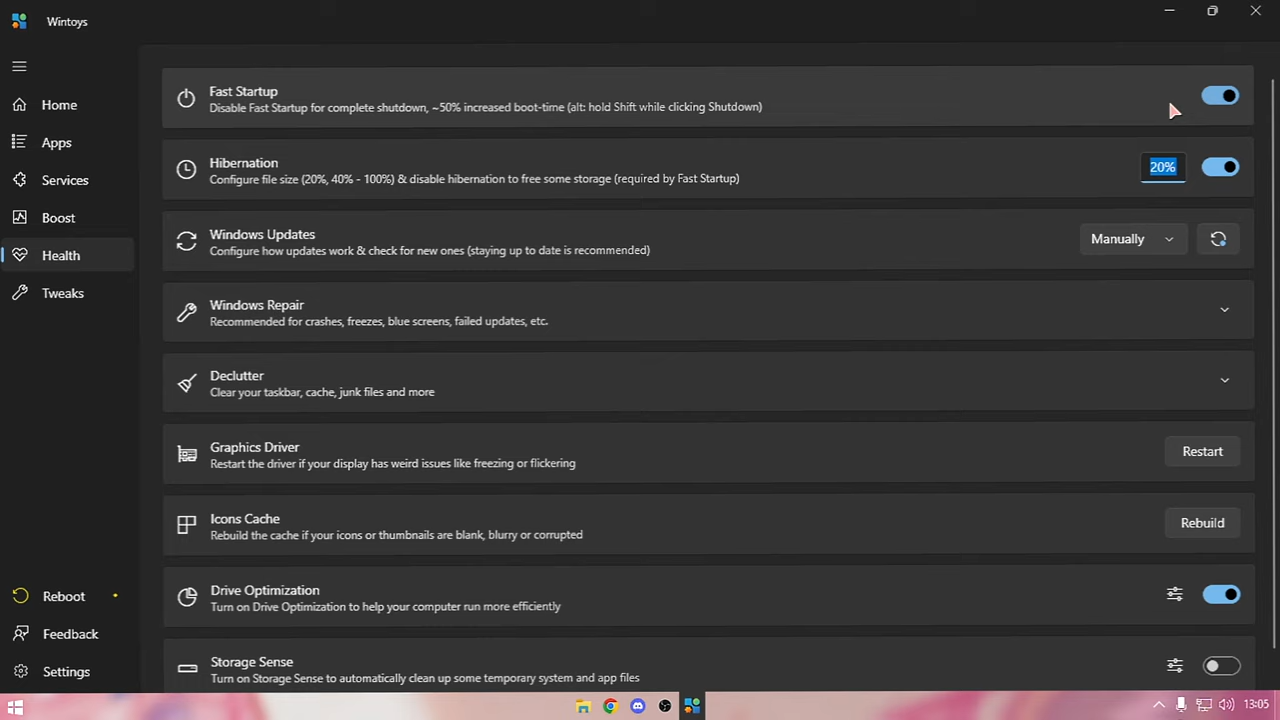 Wintoys
Home
Apps
Services
Boost
Health
Tweaks
Reboot
Feedback
Settings
Fast Startup
Disable Fast Startup for complete shutdown, ~50% increased boot-time (alt: hold Shift while clicking Shutdown)
Hibernation
Configure file size (20%, 40% - 100%) & disable hibernation to free some storage (required by Fast Startup)
20%
Windows Updates
Configure how updates work & check for new ones (staying up to date is recommended)
Manually
Windows Repair
Recommended for crashes, freezes, blue screens, failed updates, etc.
Declutter
Clear your taskbar, cache, junk files and more
Graphics Driver
Restart the driver if your display has weird issues like freezing or flickering
Restart
Icons Cache
Rebuild the cache if your icons or thumbnails are blank, blurry or corrupted
Rebuild
Drive Optimization
Turn on Drive Optimization to help your computer run more efficiently
Storage Sense
Turn on Storage Sense to automatically clean up some temporary system and app files
13:05